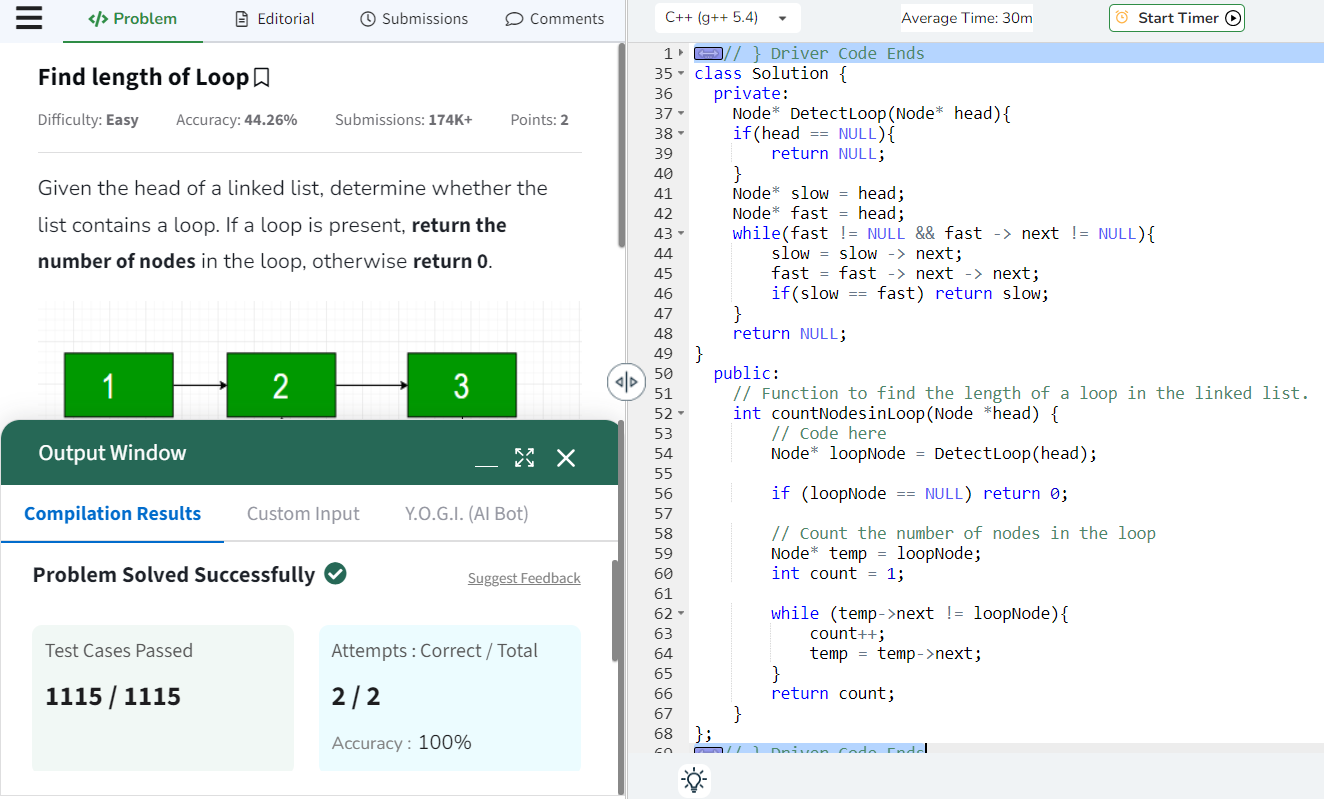 </> Problem
Editorial
Submissions
Comments
Find length of Loop
Difficulty: Easy Accuracy: 44.26% Submissions: 174K+ Points: 2
Given the head of a linked list, determine whether the
list contains a loop. If a loop is present, return the
number of nodes in the loop, otherwise return 0.
1
2
3
Output Window
Compilation Results
Custom Input
Y.O.G.I. (AI Bot)
Problem Solved Successfully
Suggest Feedback
Test Cases Passed
1115 / 1115
Attempts : Correct / Total
2 / 2
Accuracy : 100%
C++ (g++ 5.4)
Average Time: 30m
Start Timer
1 // } Driver Code Ends
35 class Solution {
36   private:
37     Node* DetectLoop(Node* head){
38     if(head == NULL){
39         return NULL;
40     }
41     Node* slow = head;
42     Node* fast = head;
43     while(fast != NULL && fast -> next != NULL){
44         slow = slow -> next;
45         fast = fast -> next -> next;
46         if(slow == fast) return slow;
47     }
48     return NULL;
49 }
50   public:
51     // Function to find the length of a loop in the linked list.
52     int countNodesinLoop(Node *head) {
53         // Code here
54         Node* loopNode = DetectLoop(head);
55
56         if (loopNode == NULL) return 0;
57
58         // Count the number of nodes in the loop
59         Node* temp = loopNode;
60         int count = 1;
61
62         while (temp->next != loopNode){
63             count++;
64             temp = temp->next;
65         }
66         return count;
67     }
68 };
69 // } Driver Code Ends